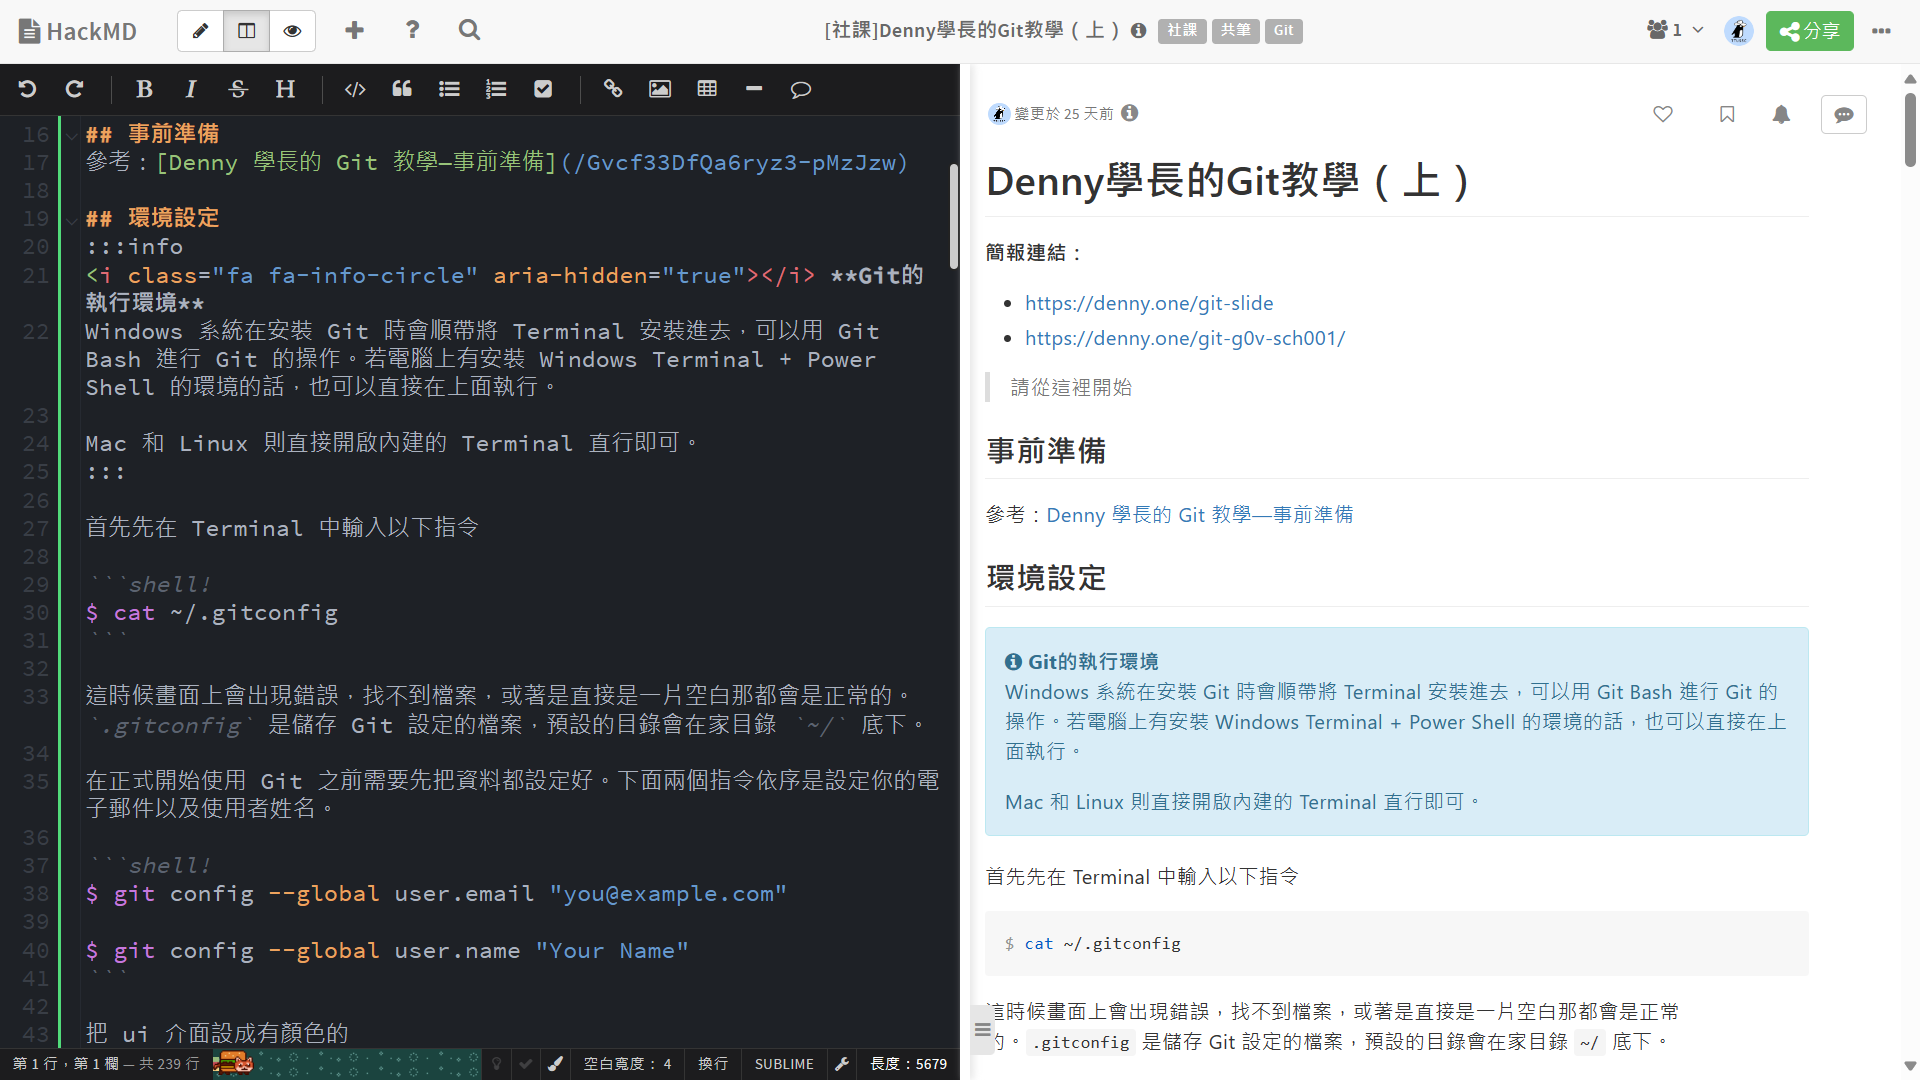 HackMD
[社課]Denny學長的Git教學（上）
社課 共筆 Git
1
分享
B I S H
16 ## 事前準備
17 參考：[Denny 學長的 Git 教學—事前準備](/Gvcf33DfQa6ryz3-pMzJzw)
18
19 ## 環境設定
20 :::info
21 <i class="fa fa-info-circle" aria-hidden="true"></i> **Git的
執行環境**
22 Windows 系統在安裝 Git 時會順帶將 Terminal 安裝進去，可以用 Git
Bash 進行 Git 的操作。若電腦上有安裝 Windows Terminal + Power
Shell 的環境的話，也可以直接在上面執行。
23
24 Mac 和 Linux 則直接開啟內建的 Terminal 直行即可。
25 :::
26
27 首先先在 Terminal 中輸入以下指令
28
29 ```shell!
30 $ cat ~/.gitconfig
31 ```
32
33 這時候畫面上會出現錯誤，找不到檔案，或著是直接是一片空白那都會是正常的。
`.gitconfig` 是儲存 Git 設定的檔案，預設的目錄會在家目錄 `~/` 底下。
34
35 在正式開始使用 Git 之前需要先把資料都設定好。下面兩個指令依序是設定你的電
子郵件以及使用者姓名。
36
37 ```shell!
38 $ git config --global user.email "you@example.com"
39
40 $ git config --global user.name "Your Name"
41 ```
42
43 把 ui 介面設成有顏色的
第 1 行，第 1 欄 — 共 239 行
空白寬度： 4
換行
SUBLIME
長度：5679
變更於 25 天前
Denny學長的Git教學（上）
簡報連結：
https://denny.one/git-slide
https://denny.one/git-g0v-sch001/
請從這裡開始
事前準備
參考：Denny 學長的 Git 教學—事前準備
環境設定
Git的執行環境
Windows 系統在安裝 Git 時會順帶將 Terminal 安裝進去，可以用 Git Bash 進行 Git 的
操作。若電腦上有安裝 Windows Terminal + Power Shell 的環境的話，也可以直接在上
面執行。
Mac 和 Linux 則直接開啟內建的 Terminal 直行即可。
首先先在 Terminal 中輸入以下指令
$ cat ~/.gitconfig
這時候畫面上會出現錯誤，找不到檔案，或著是直接是一片空白那都會是正常
的。.gitconfig 是儲存 Git 設定的檔案，預設的目錄會在家目錄 ~/ 底下。